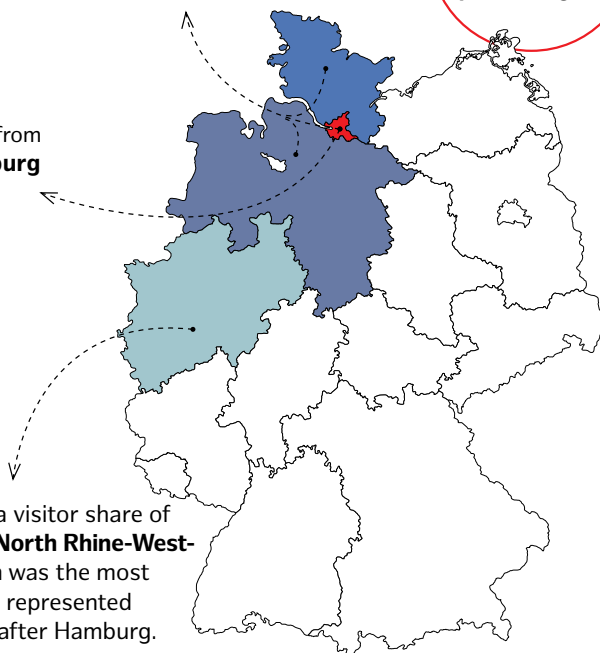 from
burg
a visitor share of
North Rhine-West-
was the most
represented
after Hamburg.